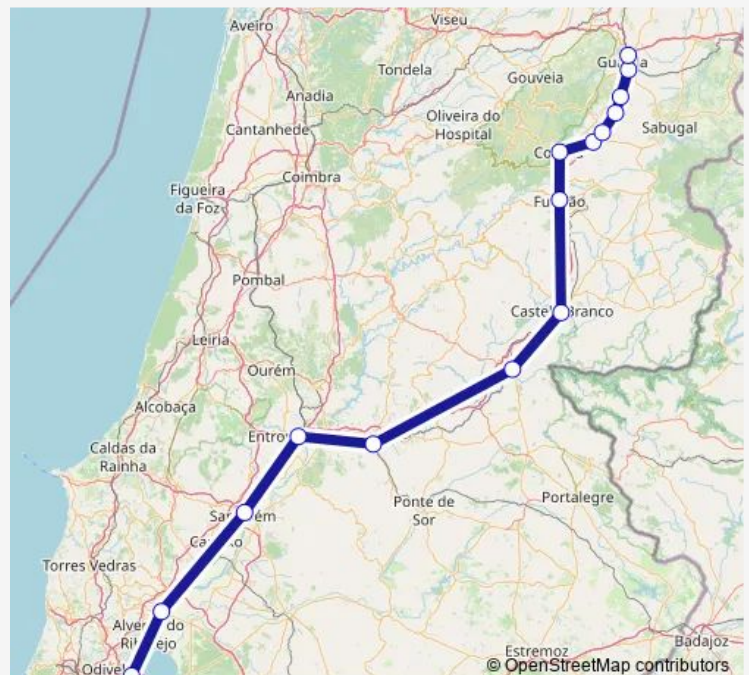 Aveiro
Viseu
Tondela
Gouveia
Anadia
Cantanhede
Oliveira do
Hospital
Sabugal
Coimbra
Figueira
da Foz
Pombal
Leiria
Ourém
Alcobaça
Caldas da
Rainha
Ponte de
Sor
Portalegre
Torres Vedras
Estremoz
Badajoz
© OpenStreetMap contributors